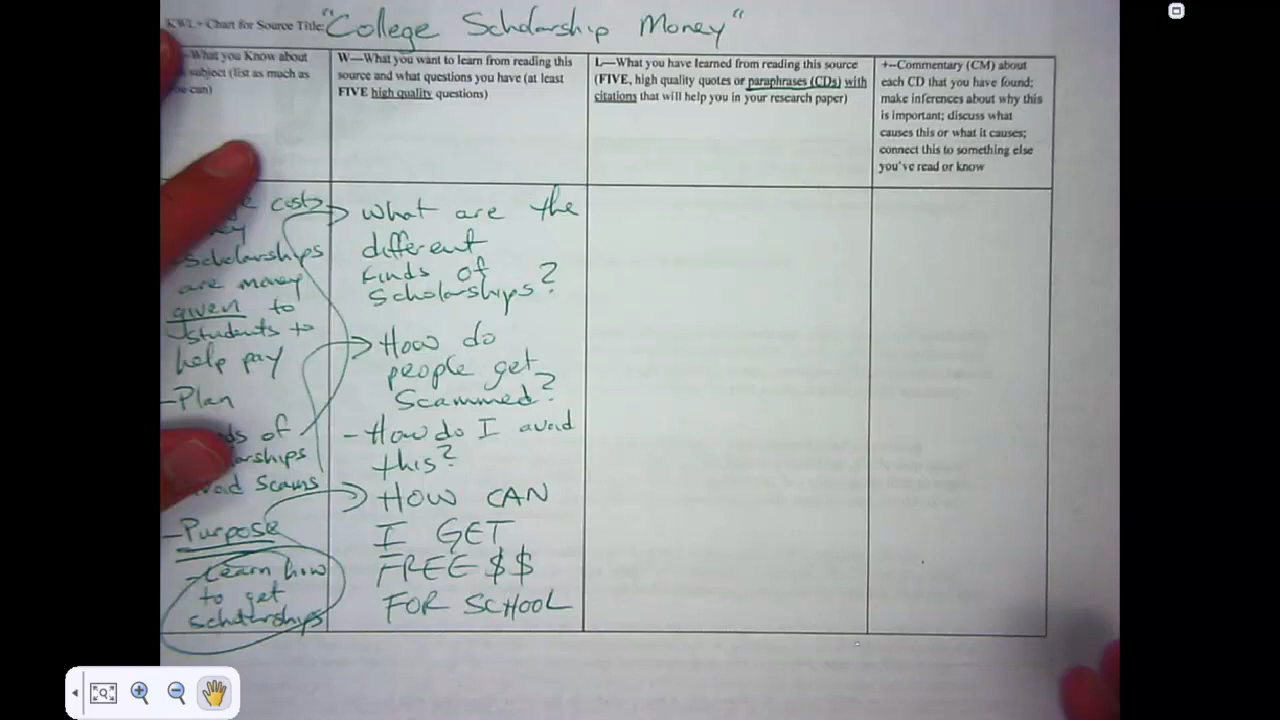 KWL+ Chart for Source Title: "College Scholarship Money"
What you Know about
subject (list as much as
can)
W—What you want to learn from reading this
source and what questions you have (at least
FIVE high quality questions)
L—What you have learned from reading this source
(FIVE, high quality quotes or paraphrases (CDs) with
citations that will help you in your research paper)
+–Commentary (CM) about
each CD that you have found;
make inferences about why this
is important; discuss what
causes this or what it causes;
connect this to something else
you've read or know
costs
scholarships
are money
given to
students to
help pay
-Plan
of
scams
-Purpose
-Learn how
to get
scholarships
What are the
different
kinds of
scholarships?
How do
people get
scammed?
-How do I avoid
this?
HOW CAN
I GET
FREE $$
FOR SCHOOL